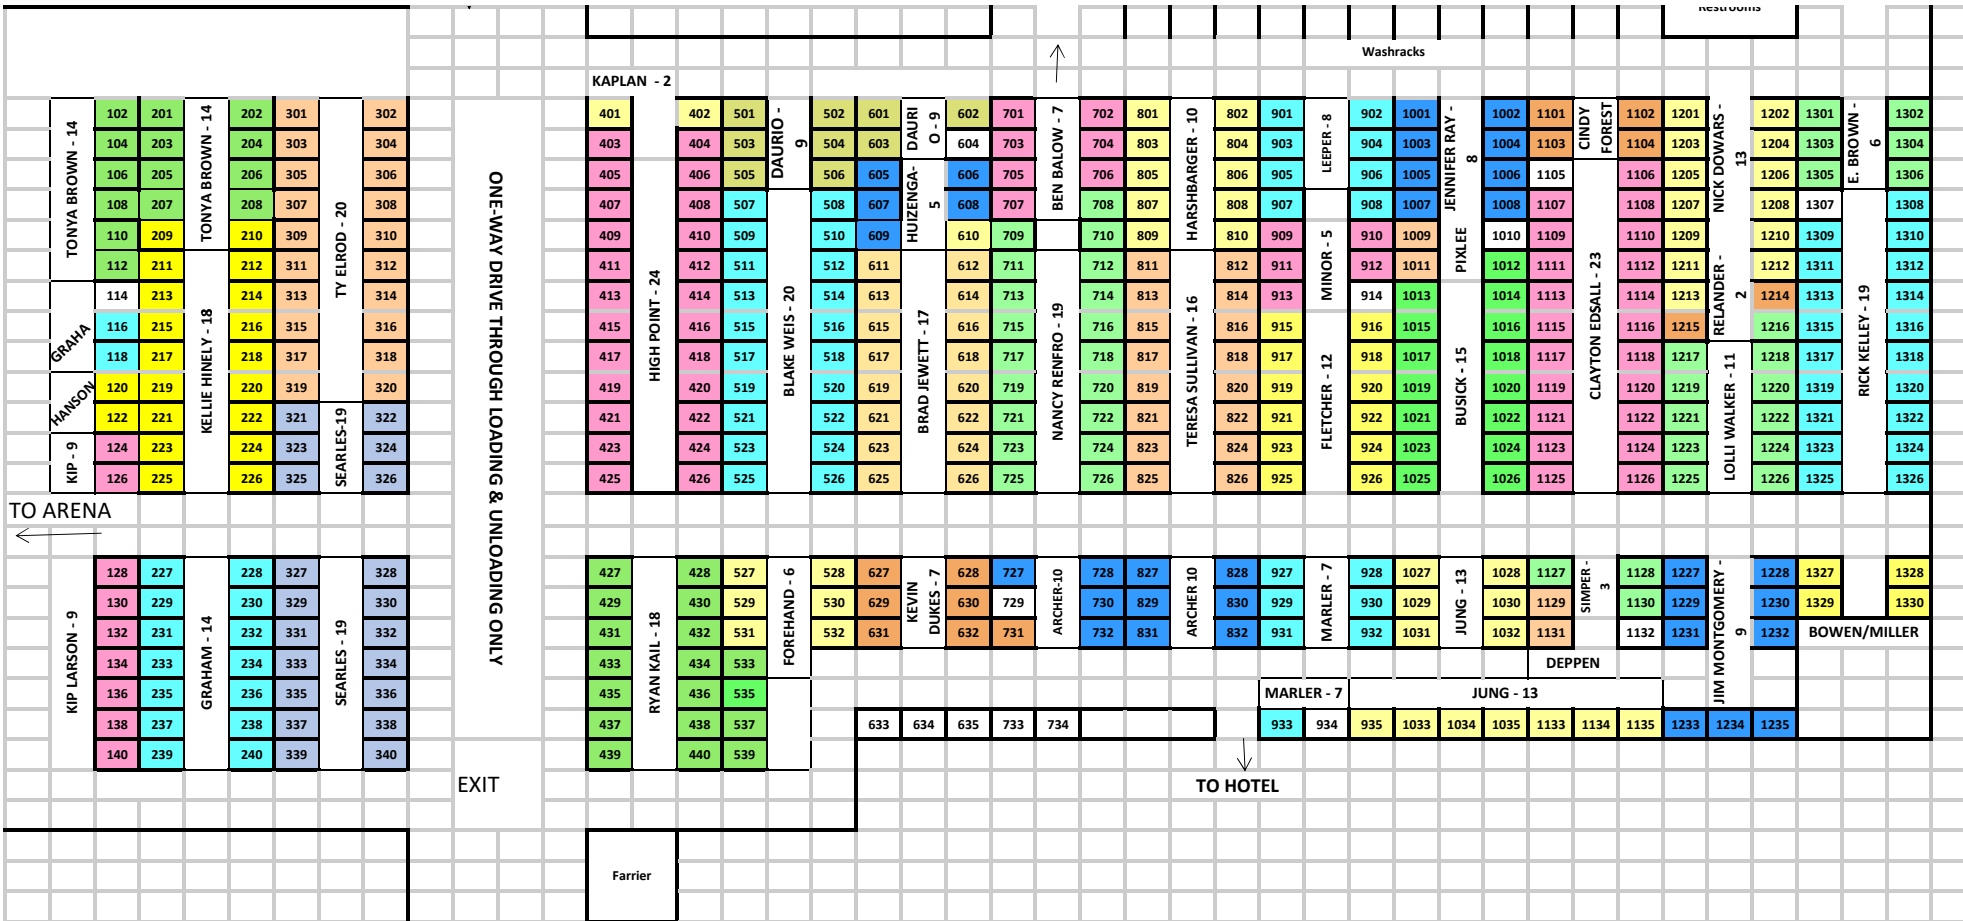 Restrooms
Washracks
KAPLAN - 2
102 201 202 301 302 401 402 501 502 601 602 701 702 801 802 901 902 1001 1002 1101 1102 1201 1202 1301 1302
104 203 204 303 304 403 404 503 504 603 604 703 704 803 804 903 904 1003 1004 1103 1104 1203 1204 1303 1304
106 205 206 305 306 405 406 505 506 605 606 705 706 805 806 905 906 1005 1006 1105 1106 1205 1206 1305 1306
108 207 208 307 308 407 408 507 508 607 608 707 708 807 808 907 908 1007 1008 1107 1108 1207 1208 1307 1308
110 209 210 309 310 409 410 509 510 609 610 709 710 809 810 909 910 1009 1010 1109 1110 1209 1210 1309 1310
112 211 212 311 312 411 412 511 512 611 612 711 712 811 812 911 912 1011 1012 1111 1112 1211 1212 1311 1312
114 213 214 313 314 413 414 513 514 613 614 713 714 813 814 913 914 1013 1014 1113 1114 1213 1214 1313 1314
116 215 216 315 316 415 416 515 516 615 616 715 716 815 816 915 916 1015 1016 1115 1116 1215 1216 1315 1316
118 217 218 317 318 417 418 517 518 617 618 717 718 817 818 917 918 1017 1018 1117 1118 1217 1218 1317 1318
120 219 220 319 320 419 420 519 520 619 620 719 720 819 820 919 920 1019 1020 1119 1120 1219 1220 1319 1320
122 221 222 321 322 421 422 521 522 621 622 721 722 821 822 921 922 1021 1022 1121 1122 1221 1222 1321 1322
124 223 224 323 324 423 424 523 524 623 624 723 724 823 824 923 924 1023 1024 1123 1124 1223 1224 1323 1324
126 225 226 325 326 425 426 525 526 625 626 725 726 825 826 925 926 1025 1026 1125 1126 1225 1226 1325 1326
TONYA BROWN - 14
GRAHA
HANSON
KIP - 9
TONYA BROWN - 14
KELLIE HINELY - 18
TY ELROD - 20
SEARLES-19
ONE-WAY DRIVE THROUGH LOADING & UNLOADING ONLY
HIGH POINT - 24
DAURIO -
9
BLAKE WEIS - 20
DAURI
O - 9
HUIZENGA-
5
BRAD JEWETT - 17
BEN BALOW - 7
NANCY RENFRO - 19
HARSHBARGER - 10
TERESA SULLIVAN - 16
LEEPER - 8
MINOR - 5
FLETCHER - 12
JENNIFER RAY -
8
PIXLEE
BUSICK - 15
CINDY
FOREST
CLAYTON EDSALL - 23
NICK DOWARS -
13
RELANDER -
2
LOLLI WALKER - 11
E. BROWN -
6
RICK KELLEY - 19
TO ARENA
128 227 228 327 328 427 428 527 528 627 628 727 728 827 828 927 928 1027 1028 1127 1128 1227 1228 1327 1328
130 229 230 329 330 429 430 529 530 629 630 729 730 829 830 929 930 1029 1030 1129 1130 1229 1230 1329 1330
132 231 232 331 332 431 432 531 532 631 632 731 732 831 832 931 932 1031 1032 1131 1132 1231 1232 BOWEN/MILLER
134 233 234 333 334 433 434 533 DEPPEN
136 235 236 335 336 435 436 535 MARLER - 7 JUNG - 13
138 237 238 337 338 437 438 537 633 634 635 733 734 933 934 935 1033 1034 1035 1133 1134 1135 1233 1234 1235
140 239 240 339 340 439 440 539
KIP LARSON - 9
GRAHAM - 14
SEARLES - 19
RYAN KAIL - 18
FOREHAND - 6
KEVIN
DUKES - 7
ARCHER-10
ARCHER 10
MARLER - 7
JUNG - 13
SIMPER -
3
JIM MONTGOMERY -
9
EXIT
TO HOTEL
Farrier